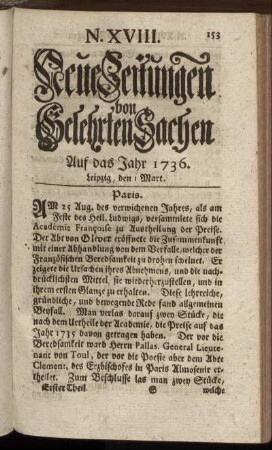 N. XVIII.
153
Neue Zeitungen
von
Gelehrten Sachen
Auf das Jahr 1736.
Leipzig, den 1 Mart.
Paris.
AM 25 Aug. des verwichenen Jahres, als am
Feste des Heil. Ludwigs, versammlete sich die
Academie Françoise zu Austheilung der Preise.
Der Abt von Olivet eröffnete die Zusammenkunft
mit einer Abhandlung von dem Verfalle, welcher der
Französischen Beredsamkeit zu drohen scheinet. Er
zeigete die Ursachen ihres Abnehmens, und die nach-
drücklichsten Mittel, sie wiederherzustellen, und in
ihrem ersten Glantze zu erhalten. Diese lehrreiche,
gründliche, und bewegende Rede fand allgemeinen
Beyfall. Man verlas darauf zwey Stücke, die
nach dem Urtheile der Academie, die Preise auf das
Jahr 1735 davon getragen haben. Der vor die
Beredsamkeit ward Herrn Pallas, General Lieute-
nant von Toul, der vor die Poesie aber dem Abte
Clement, des Ertzbischofes in Paris Almosenie er-
theilet. Zum Beschlusse las man zwey Stücke,
Erster Theil. S welche